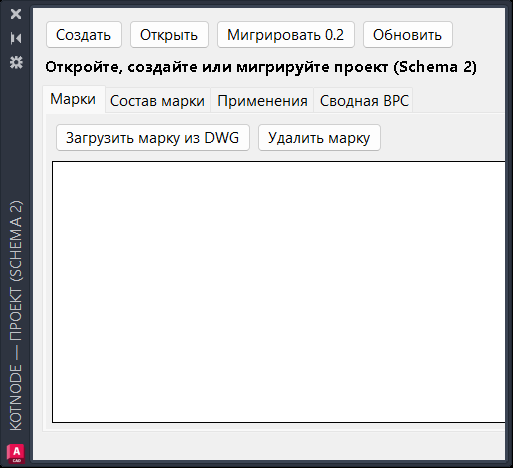 Создать Открыть Мигрировать 0.2 Обновить
Откройте, создайте или мигрируйте проект (Schema 2)
Марки Состав марки Применения Сводная ВРС
Загрузить марку из DWG Удалить марку
KOTNODE — ПРОЕКТ (SCHEMA 2)
A CAD